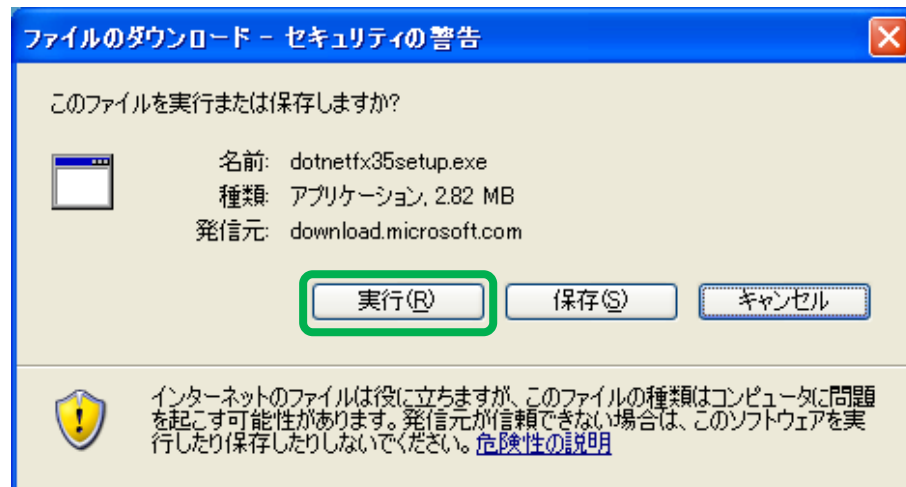 ファイルのダウンロード - セキュリティの警告
このファイルを実行または保存しますか?
名前: dotnetfx35setup.exe
種類: アプリケーション, 2.82 MB
発信元: download.microsoft.com
実行(R) 保存(S) キャンセル
インターネットのファイルは役に立ちますが、このファイルの種類はコンピュータに問題
を起こす可能性があります。発信元が信頼できない場合は、このソフトウェアを実
行したり保存したりしないでください。危険性の説明